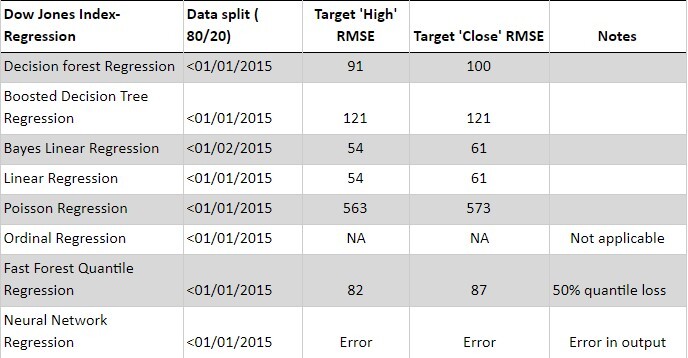 Dow Jones Index- Data split ( Target 'High'
Regression 80/20) RMSE Target 'Close' RMSE Notes
Decision forest Regression <01/01/2015 91 100
Boosted Decision Tree
Regression <01/01/2015 121 121
Bayes Linear Regression <01/02/2015 54 61
Linear Regression <01/01/2015 54 61
Poisson Regression <01/01/2015 563 573
Ordinal Regression <01/01/2015 NA NA Not applicable
Fast Forest Quantile
Regression <01/01/2015 82 87 50% quantile loss
Neural Network
Regression <01/01/2015 Error Error Error in output